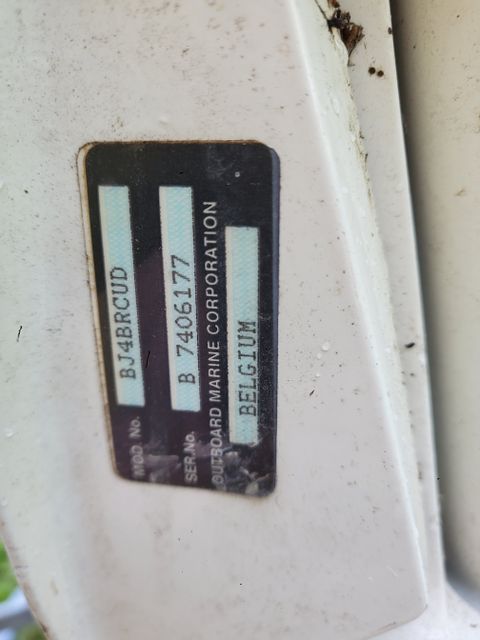 MOD No. BJ4BRCUD
SER.No. B 7406177
OUTBOARD MARINE CORPORATION
BELGIUM